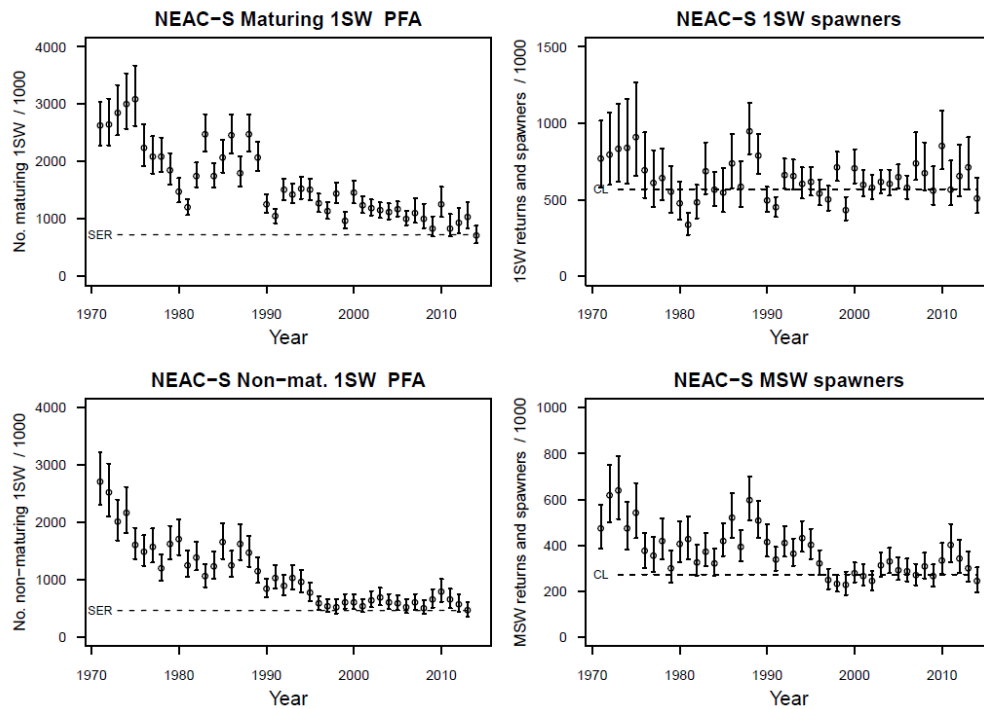 NEAC−S Maturing 1SW PFA
No. maturing 1SW / 1000
4000
3000
2000
1000
0
SER
1970
1980
1990
2000
2010
Year
NEAC−S 1SW spawners
1SW returns and spawners / 1000
1500
1000
500
0
CL
1970
1980
1990
2000
2010
Year
NEAC−S Non−mat. 1SW PFA
No. non−maturing 1SW / 1000
4000
3000
2000
1000
0
SER
1970
1980
1990
2000
2010
Year
NEAC−S MSW spawners
MSW returns and spawners / 1000
1000
800
600
400
200
0
CL
1970
1980
1990
2000
2010
Year